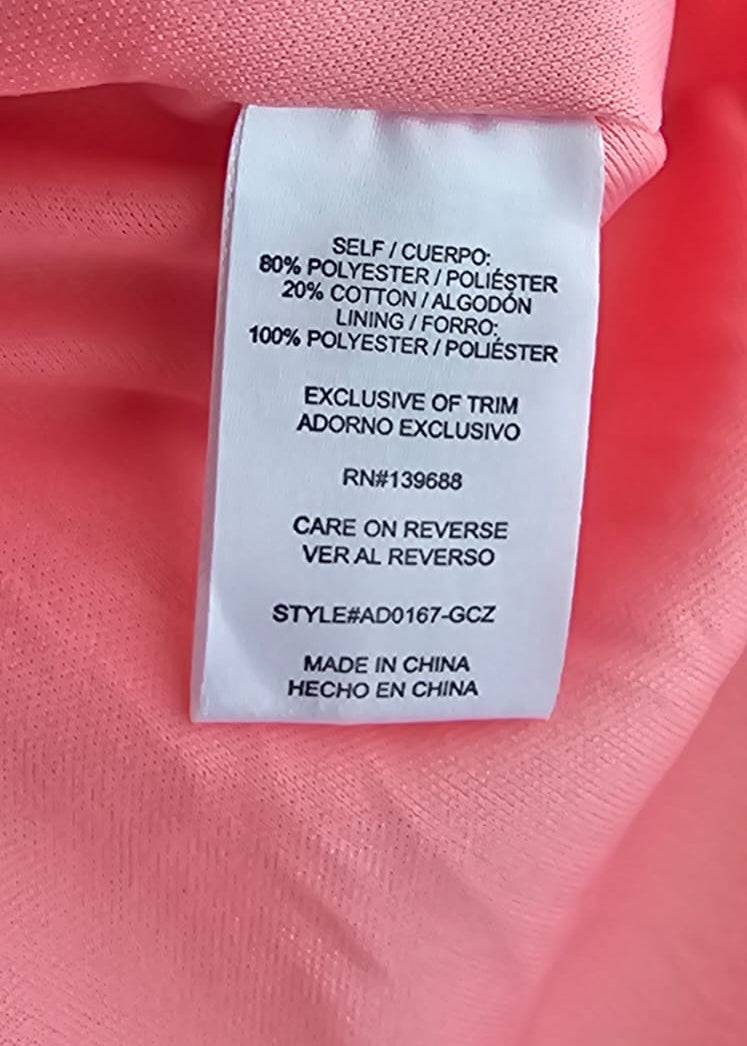 SELF / CUERPO:
80% POLYESTER / POLIÉSTER
20% COTTON / ALGODÓN
LINING / FORRO:
100% POLYESTER / POLIÉSTER
EXCLUSIVE OF TRIM
ADORNO EXCLUSIVO
RN#139688
CARE ON REVERSE
VER AL REVERSO
STYLE#AD0167-GCZ
MADE IN CHINA
HECHO EN CHINA